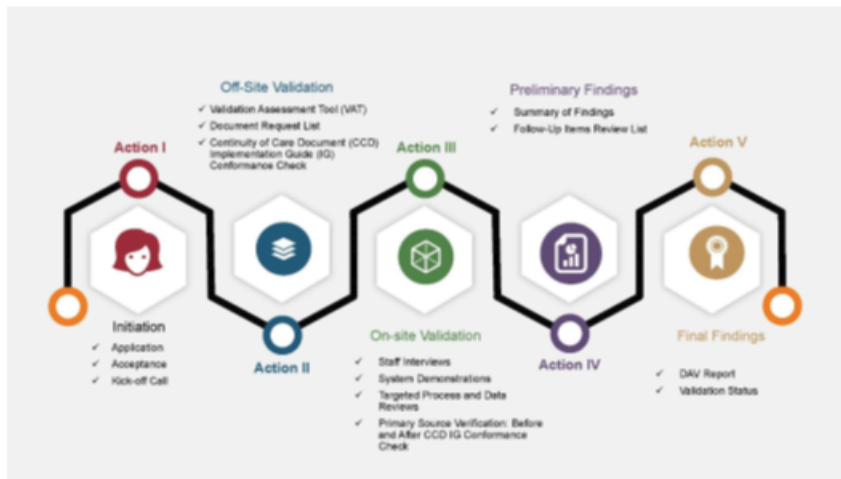 Off-Site Validation
✓ Validation Assessment Tool (VAT)
✓ Document Request List
✓ Continuity of Care Document (CCD)
Implementation Guide (IG)
Conformance Check
Preliminary Findings
✓ Summary of Findings
✓ Follow-Up Items Review List
Action I
Action III
Action V
Initiation
✓ Application
✓ Acceptance
✓ Kick-off Call
Action II
On-site Validation
✓ Staff Interviews
✓ System Demonstrations
✓ Targeted Process and Data
Reviews
✓ Primary Source Verification: Before
and After CCD IG Conformance
Check
Action IV
Final Findings
✓ DAV Report
✓ Validation Status